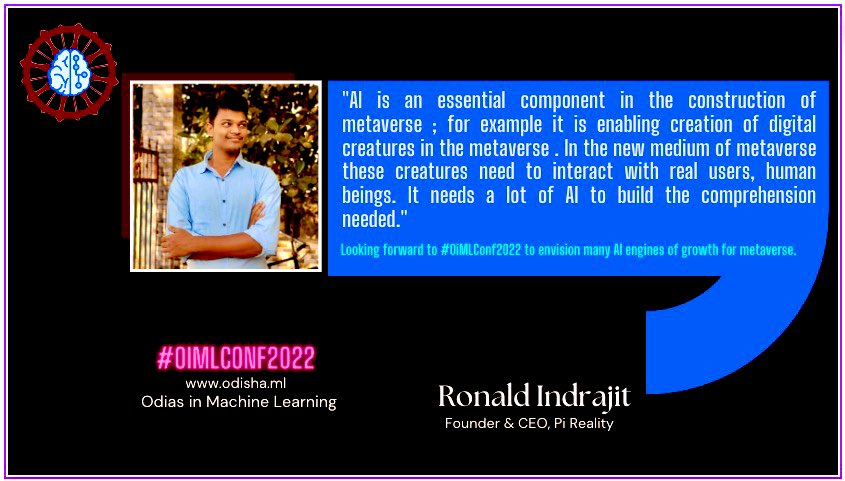 "AI is an essential component in the construction of
metaverse ; for example it is enabling creation of digital
creatures in the metaverse . In the new medium of metaverse
these creatures need to interact with real users, human
beings. It needs a lot of AI to build the comprehension
needed."
Looking forward to #OiMLConf2022 to envision many AI engines of growth for metaverse.
#OIMLCONF2022
www.odisha.ml
Odias in Machine Learning
Ronald Indrajit
Founder & CEO, Pi Reality